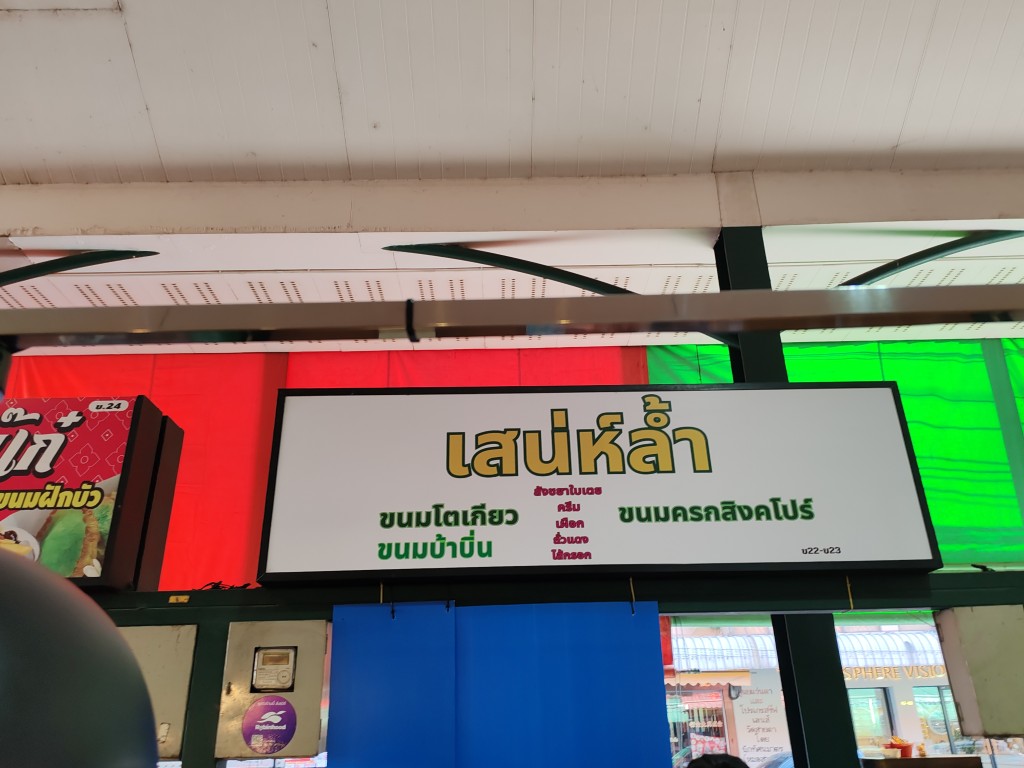 ข.24
ขนมฝักบัว
เสน่ห์ล้ำ
ขนมโตเกียว
ขนมบ้าบิ่น
สังขยาใบเตย
ครีม
เผือก
ถั่วแดง
ไส้กรอก
ขนมครกสิงคโปร์
ข22-ข23
SPHERE VISIO